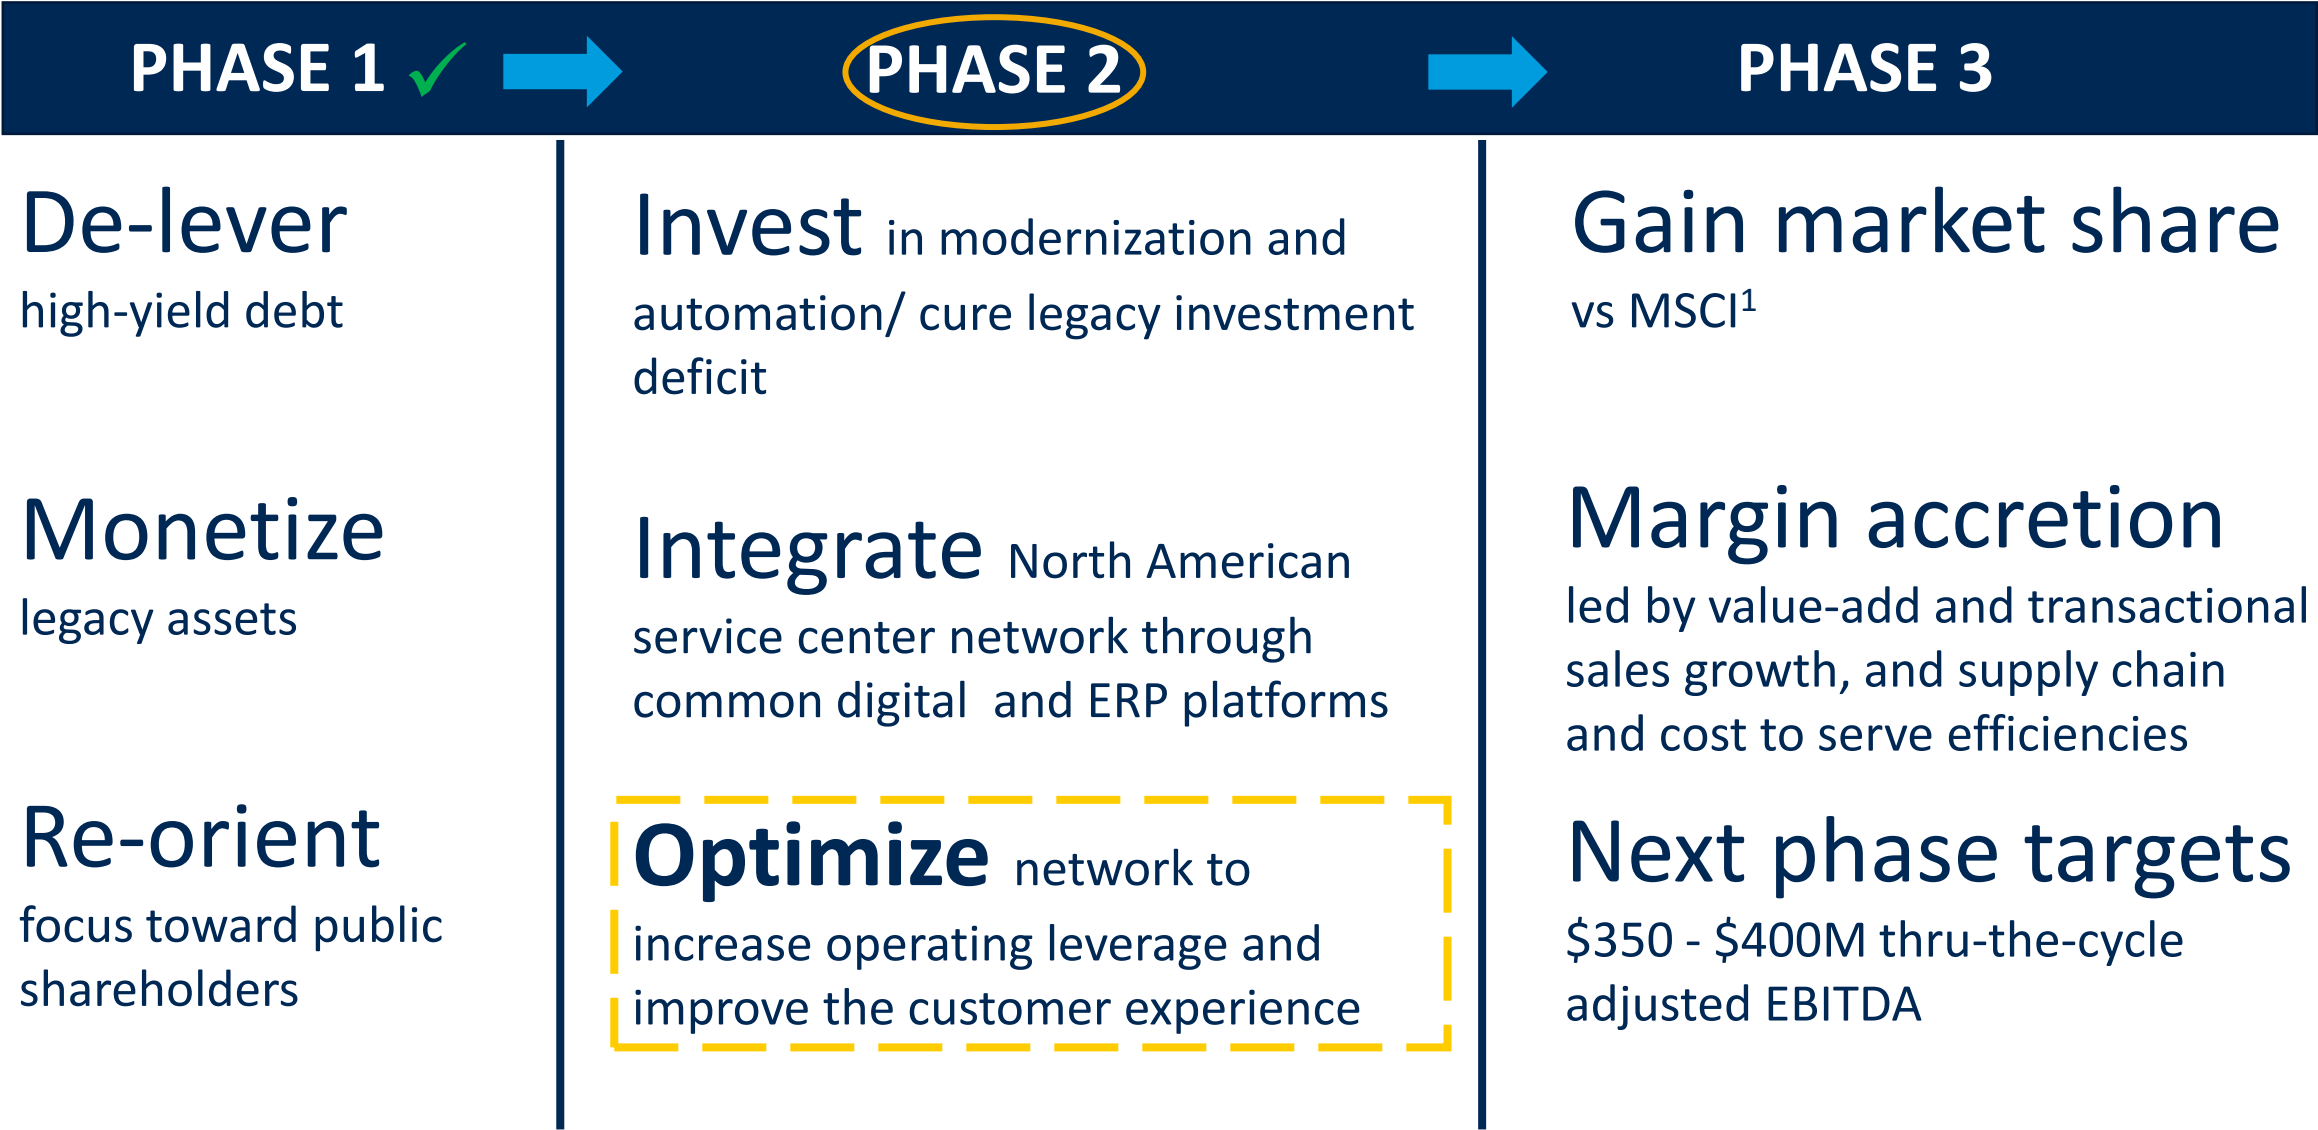 PHASE 1
PHASE 2
PHASE 3
De-lever
high-yield debt
Monetize
legacy assets
Re-orient
focus toward public
shareholders
Invest in modernization and
automation/ cure legacy investment
deficit
Integrate North American
service center network through
common digital  and ERP platforms
Optimize network to
increase operating leverage and
improve the customer experience
Gain market share
vs MSCI¹
Margin accretion
led by value-add and transactional
sales growth, and supply chain
and cost to serve efficiencies
Next phase targets
$350 - $400M thru-the-cycle
adjusted EBITDA